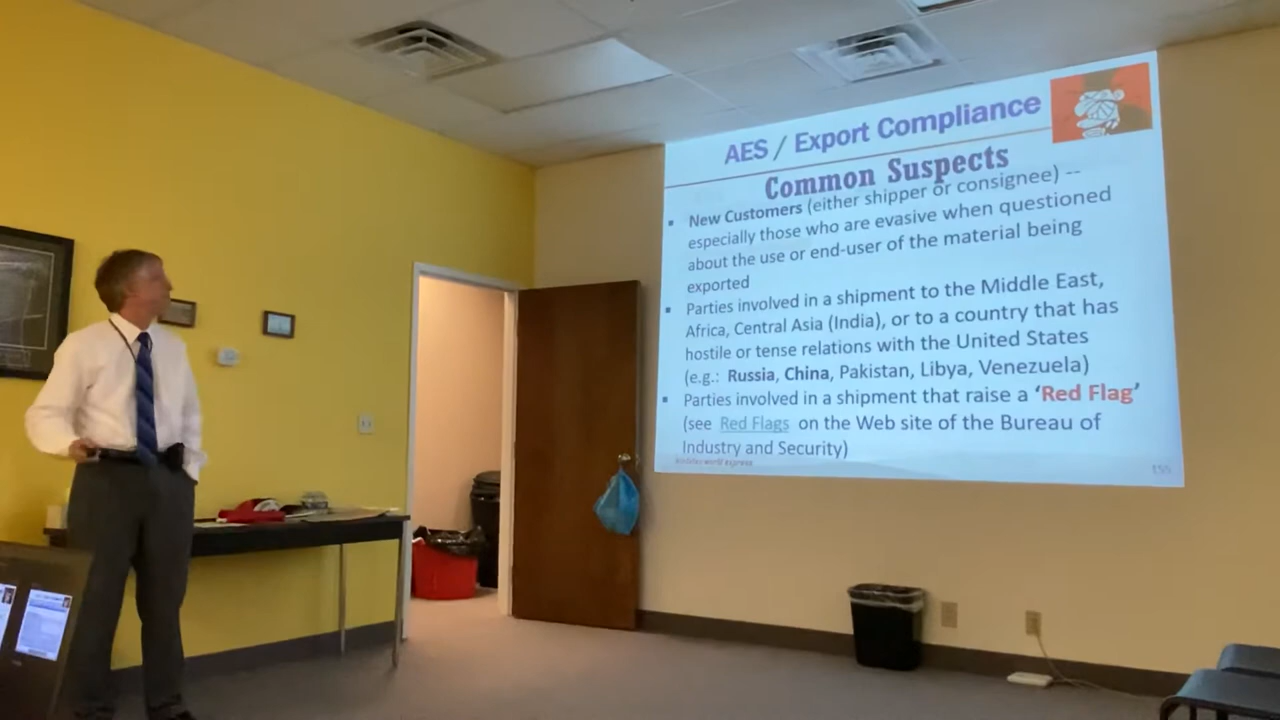 AES / Export Compliance
Common Suspects
▪ New Customers (either shipper or consignee) --
especially those who are evasive when questioned
about the use or end-user of the material being
exported
▪ Parties involved in a shipment to the Middle East,
Africa, Central Asia (India), or to a country that has
hostile or tense relations with the United States
(e.g.: Russia, China, Pakistan, Libya, Venezuela)
▪ Parties involved in a shipment that raise a ‘Red Flag’
(see Red Flags on the Web site of the Bureau of
Industry and Security)
world express
155